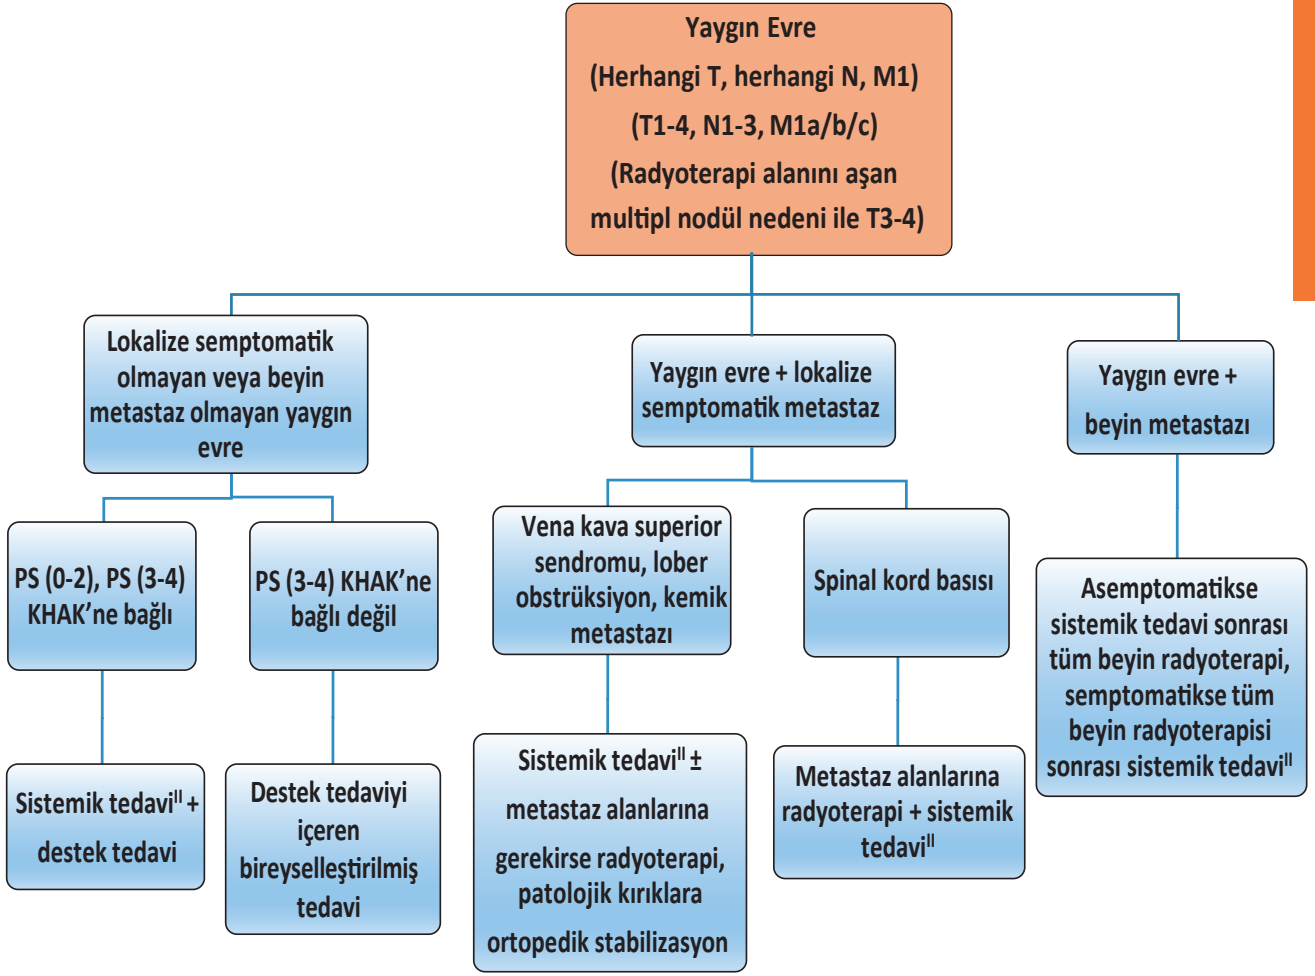 Yaygın Evre
(Herhangi T, herhangi N, M1)
(T1-4, N1-3, M1a/b/c)
(Radyoterapi alanını aşan
multipl nodül nedeni ile T3-4)
Lokalize semptomatik
olmayan veya beyin
metastaz olmayan yaygın
evre
Yaygın evre + lokalize
semptomatik metastaz
Yaygın evre +
beyin metastazı
PS (0-2), PS (3-4)
KHAK’ne bağlı
PS (3-4) KHAK’ne
bağlı değil
Vena kava superior
sendromu, lober
obstrüksiyon, kemik
metastazı
Spinal kord basısı
Asemptomatikse
sistemik tedavi sonrası
tüm beyin radyoterapi,
semptomatikse tüm
beyin radyoterapisi
sonrası sistemik tedaviᴵᴵ
Sistemik tedaviᴵᴵ +
destek tedavi
Destek tedaviyi
içeren
bireyselleştirilmiş
tedavi
Sistemik tedaviᴵᴵ ±
metastaz alanlarına
gerekirse radyoterapi,
patolojik kırıklara
ortopedik stabilizasyon
Metastaz alanlarına
radyoterapi + sistemik
tedaviᴵᴵ